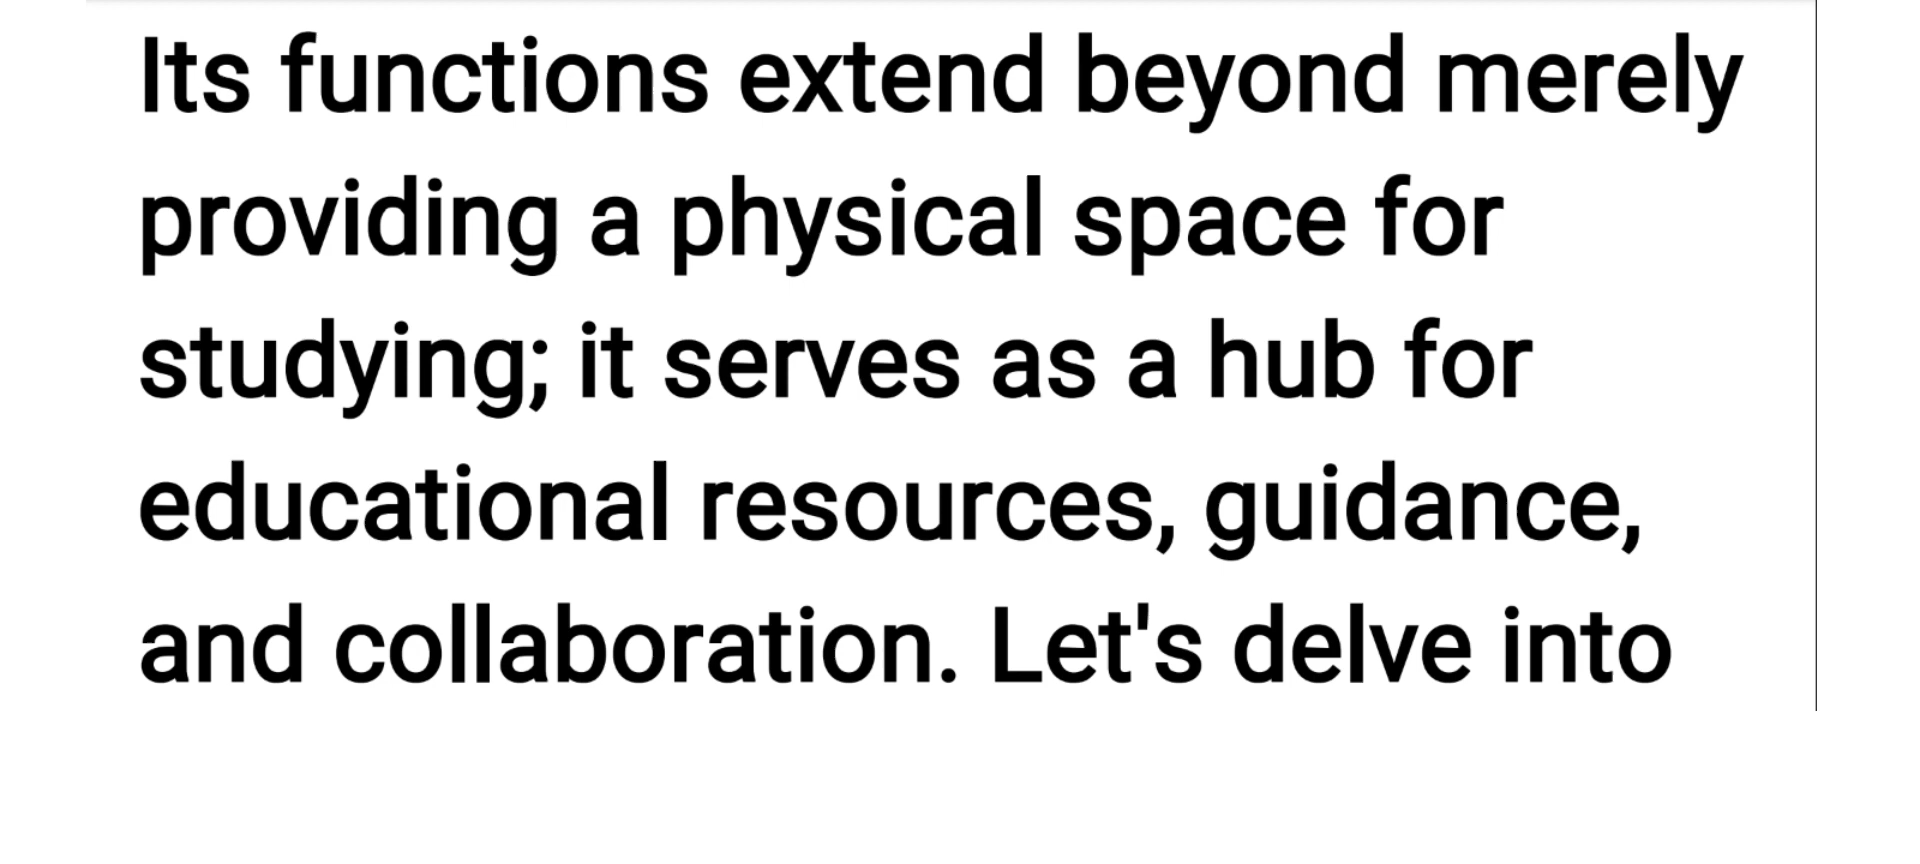 Its functions extend beyond merely
providing a physical space for
studying; it serves as a hub for
educational resources, guidance,
and collaboration. Let's delve into